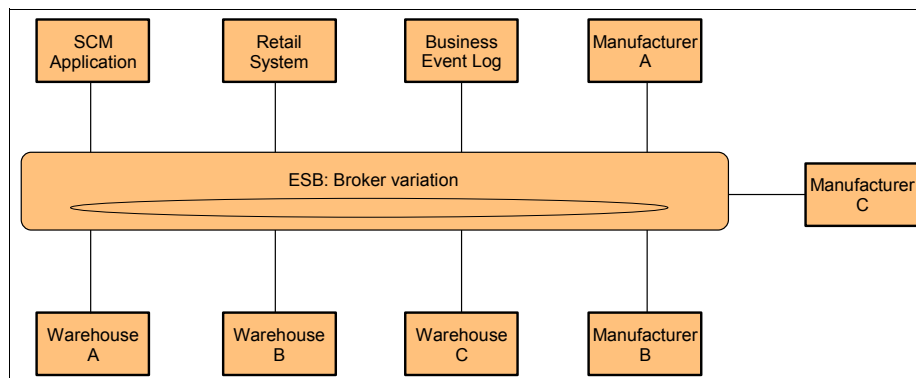 SCM
Application
Retail
System
Business
Event Log
Manufacturer
A
ESB: Broker variation
Manufacturer
C
Warehouse
A
Warehouse
B
Warehouse
C
Manufacturer
B